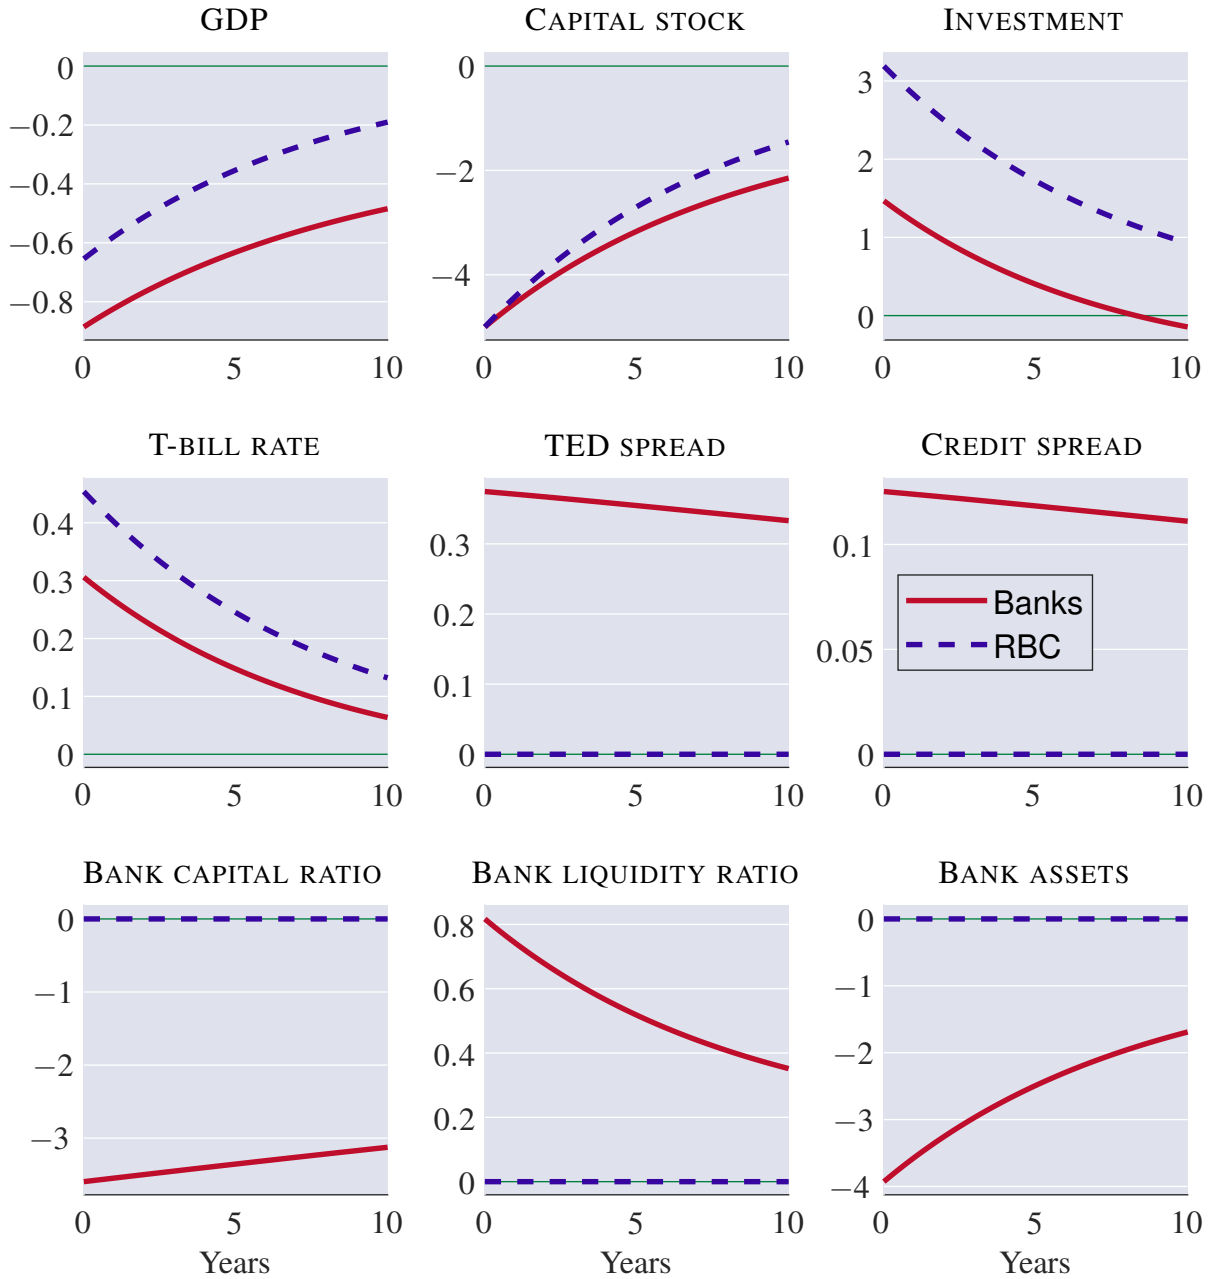 GDP
CAPITAL STOCK
INVESTMENT
0
−0.2
−0.4
−0.6
−0.8
0 5 10
0
−2
−4
0 5 10
3
2
1
0
0 5 10
T-BILL RATE
TED SPREAD
CREDIT SPREAD
0.4
0.3
0.2
0.1
0
0 5 10
0.3
0.2
0.1
0
0 5 10
0.1
0.05
0
Banks
RBC
0 5 10
BANK CAPITAL RATIO
BANK LIQUIDITY RATIO
BANK ASSETS
0
−1
−2
−3
0 5 10
Years
0.8
0.6
0.4
0.2
0
0 5 10
0
−1
−2
−3
−4
0 5 10
Years